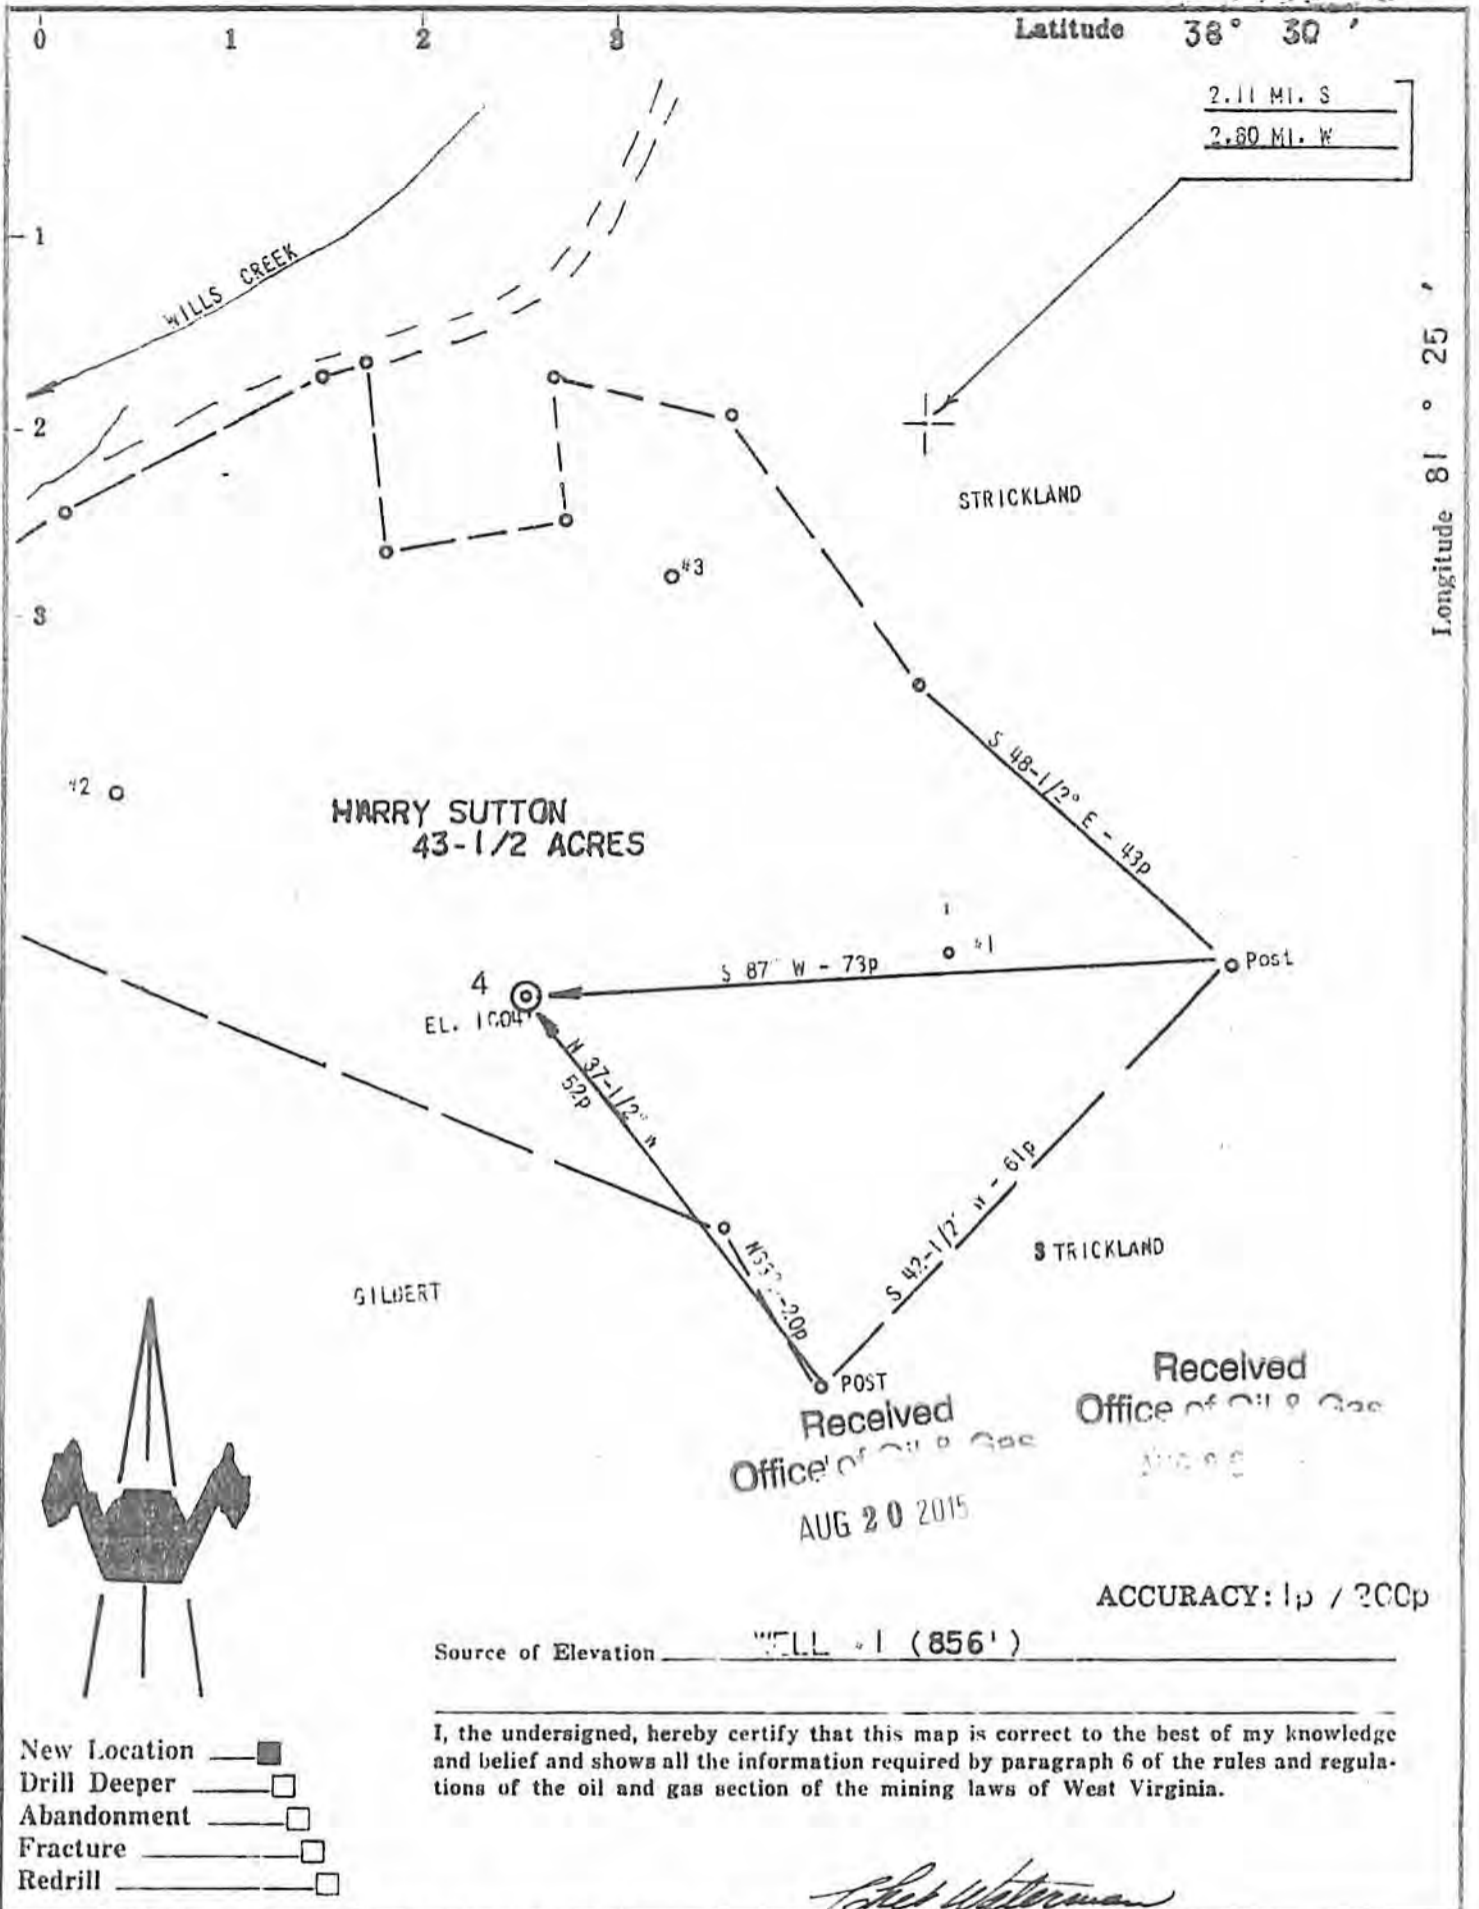 0 1 2 3
Latitude 38° 30 '
2.11 MI. S
2.80 MI. W
1
WILLS CREEK
Longitude 81 ° 25 '
2
STRICKLAND
#3
3
S 48-1/2° E - 43p
#2
HARRY SUTTON
43-1/2 ACRES
#1
Post
S 87° W - 73p
4
EL. 1004'
N 37-1/2° W
52p
S 42-1/2° W - 61p
STRICKLAND
-20p
GILBERT
POST
Received
Office of Oil & Gas
Received
Office of Oil & Gas
AUG 20 2015
ACCURACY: 1p / 200p
Source of Elevation WELL #1 (856')
I, the undersigned, hereby certify that this map is correct to the best of my knowledge
and belief and shows all the information required by paragraph 6 of the rules and regula-
tions of the oil and gas section of the mining laws of West Virginia.
New Location
Drill Deeper
Abandonment
Fracture
Redrill